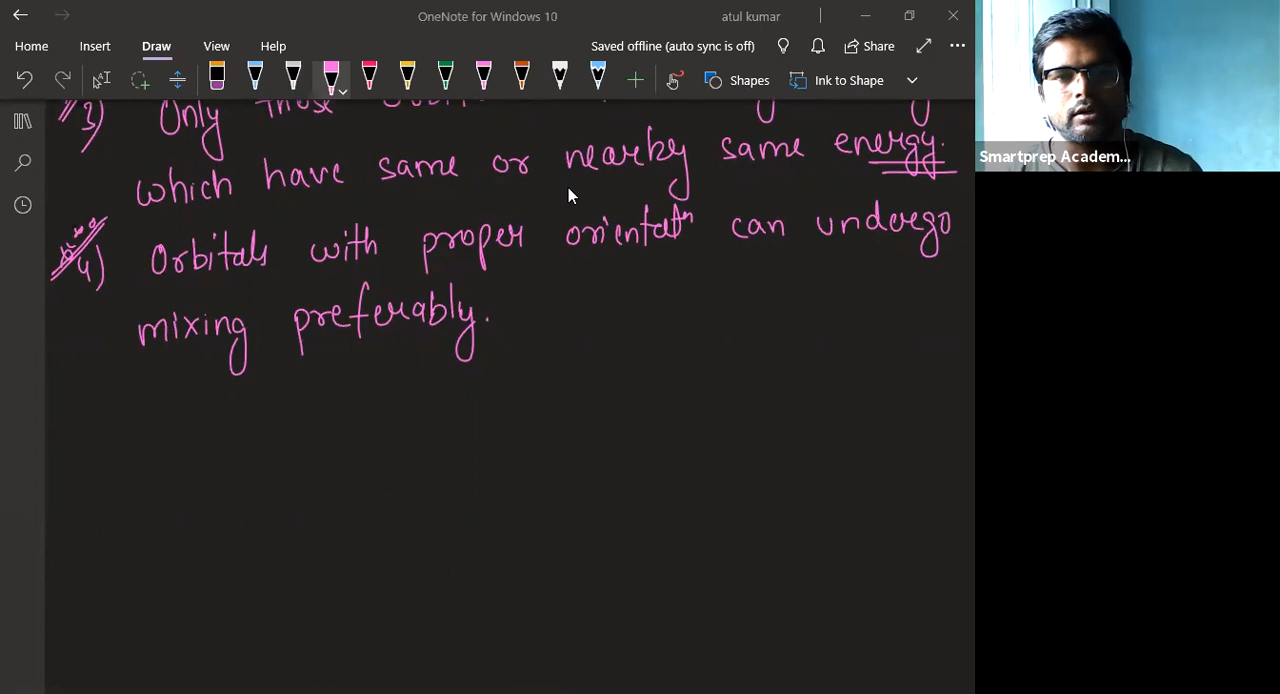 OneNote for Windows 10
atul kumar
Home Insert Draw View Help
Saved offline (auto sync is off)
Share
Shapes
Ink to Shape
3) Only those
which have same or nearby same energy.
4) Orbitals with proper orientatn can undergo
mixing preferably.
Smartprep Academ...